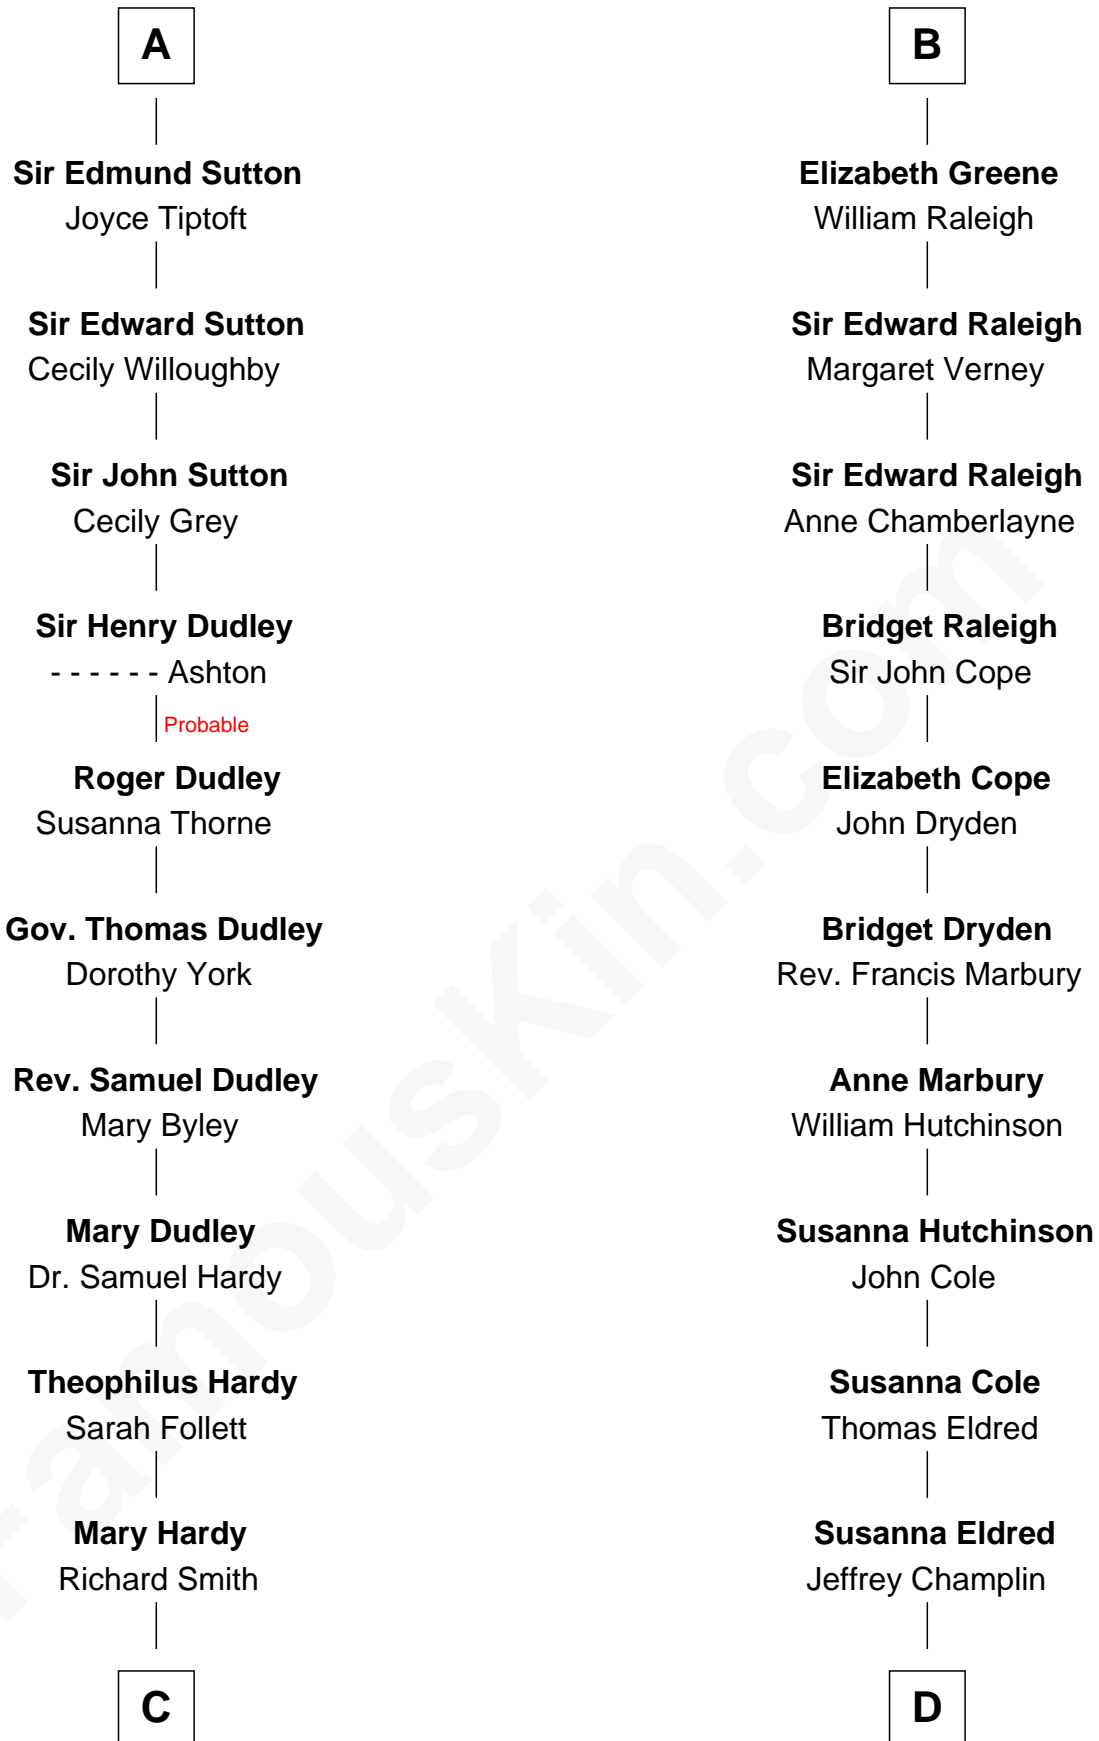 A
Sir Edmund Sutton
Joyce Tiptoft
Sir Edward Sutton
Cecily Willoughby
Sir John Sutton
Cecily Grey
Sir Henry Dudley
- - - - - - Ashton
Probable
Roger Dudley
Susanna Thorne
Gov. Thomas Dudley
Dorothy York
Rev. Samuel Dudley
Mary Byley
Mary Dudley
Dr. Samuel Hardy
Theophilus Hardy
Sarah Follett
Mary Hardy
Richard Smith
C
B
Elizabeth Greene
William Raleigh
Sir Edward Raleigh
Margaret Verney
Sir Edward Raleigh
Anne Chamberlayne
Bridget Raleigh
Sir John Cope
Elizabeth Cope
John Dryden
Bridget Dryden
Rev. Francis Marbury
Anne Marbury
William Hutchinson
Susanna Hutchinson
John Cole
Susanna Cole
Thomas Eldred
Susanna Eldred
Jeffrey Champlin
D
FamousKin.com